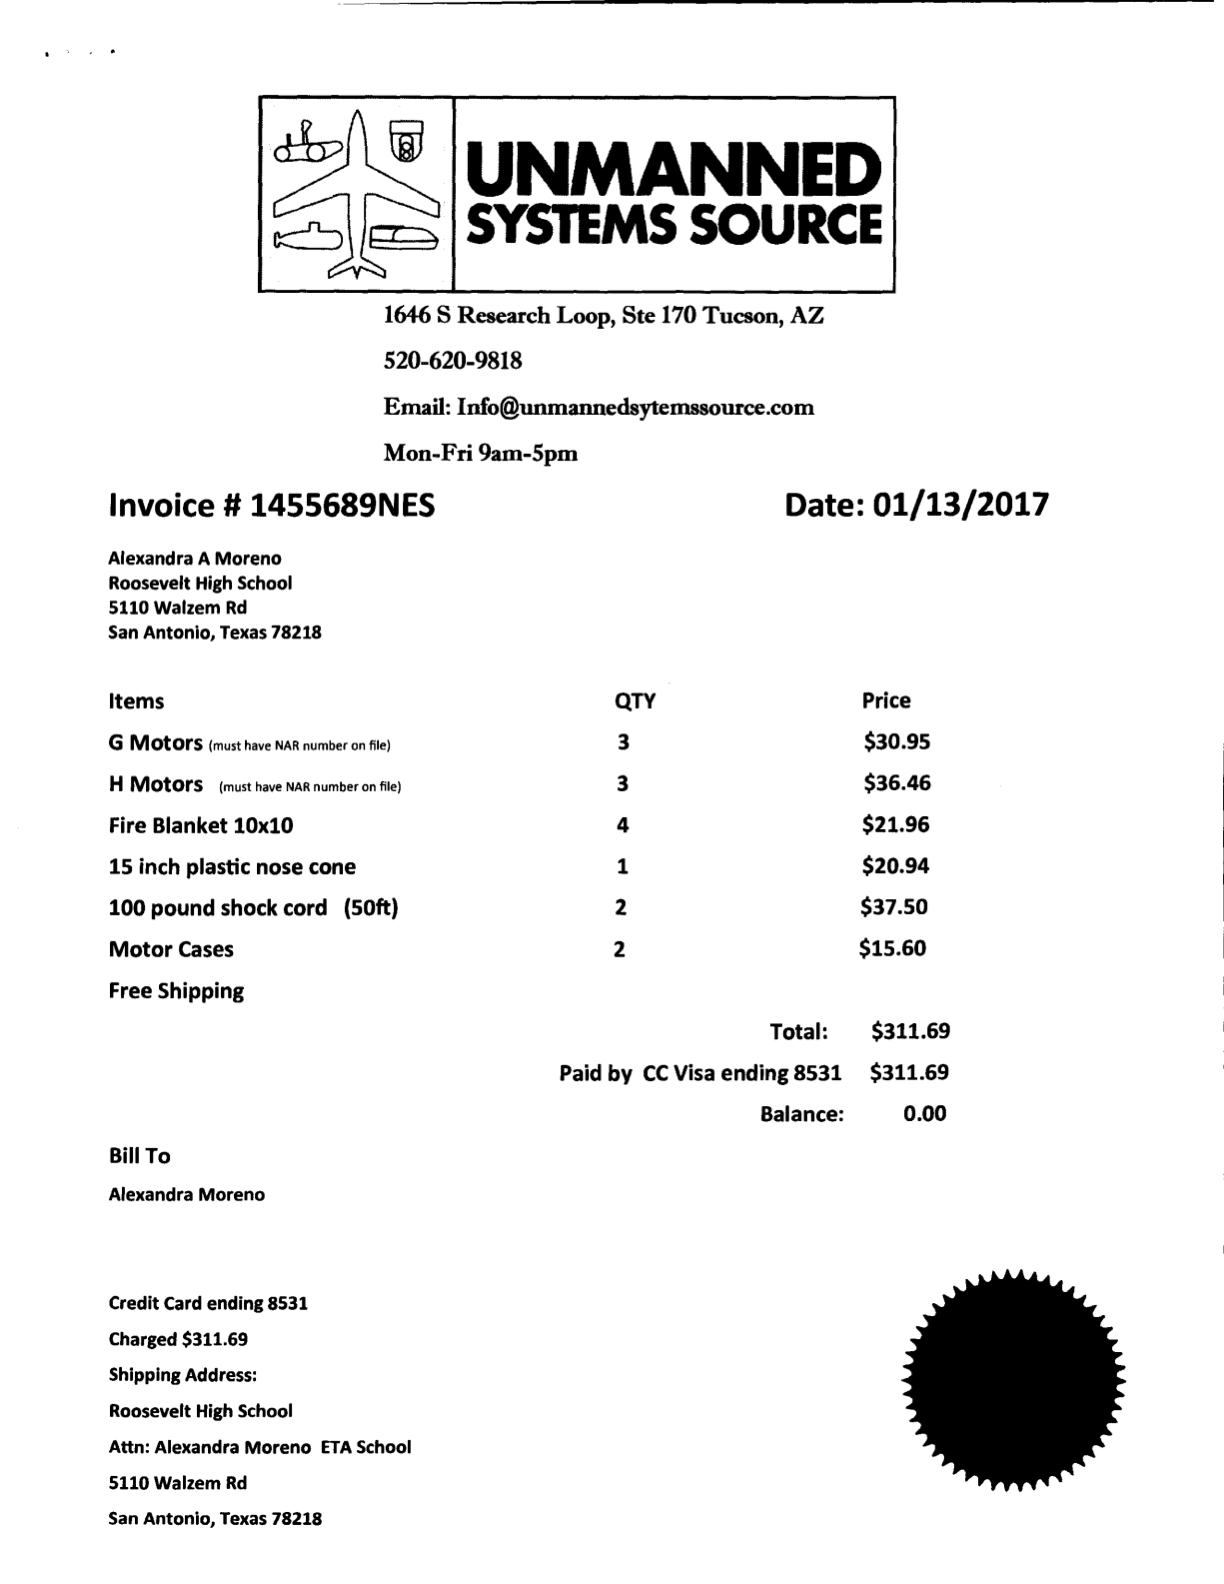 UNMANNED
SYSTEMS SOURCE
1646 S Research Loop, Ste 170 Tucson, AZ
520-620-9818
Email: Info@unmannedsytemssource.com
Mon-Fri 9am-5pm
Invoice # 1455689NES Date: 01/13/2017
Alexandra A Moreno
Roosevelt High School
5110 Walzem Rd
San Antonio, Texas 78218
Items QTY Price
G Motors (must have NAR number on file) 3 $30.95
H Motors (must have NAR number on file) 3 $36.46
Fire Blanket 10x10 4 $21.96
15 inch plastic nose cone 1 $20.94
100 pound shock cord (50ft) 2 $37.50
Motor Cases 2 $15.60
Free Shipping
Total: $311.69
Paid by CC Visa ending 8531 $311.69
Balance: 0.00
Bill To
Alexandra Moreno
Credit Card ending 8531
Charged $311.69
Shipping Address:
Roosevelt High School
Attn: Alexandra Moreno ETA School
5110 Walzem Rd
San Antonio, Texas 78218